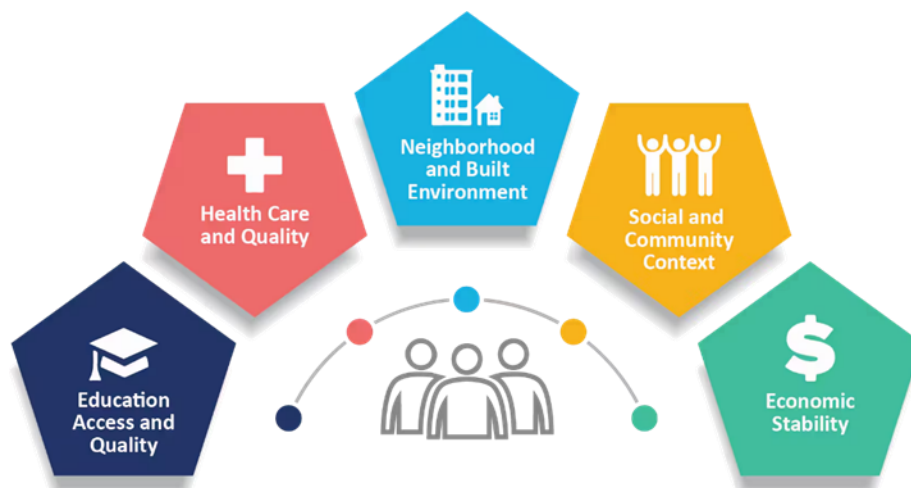 Education
Access and
Quality
Health Care
and Quality
Neighborhood
and Built
Environment
Social and
Community
Context
$
Economic
Stability